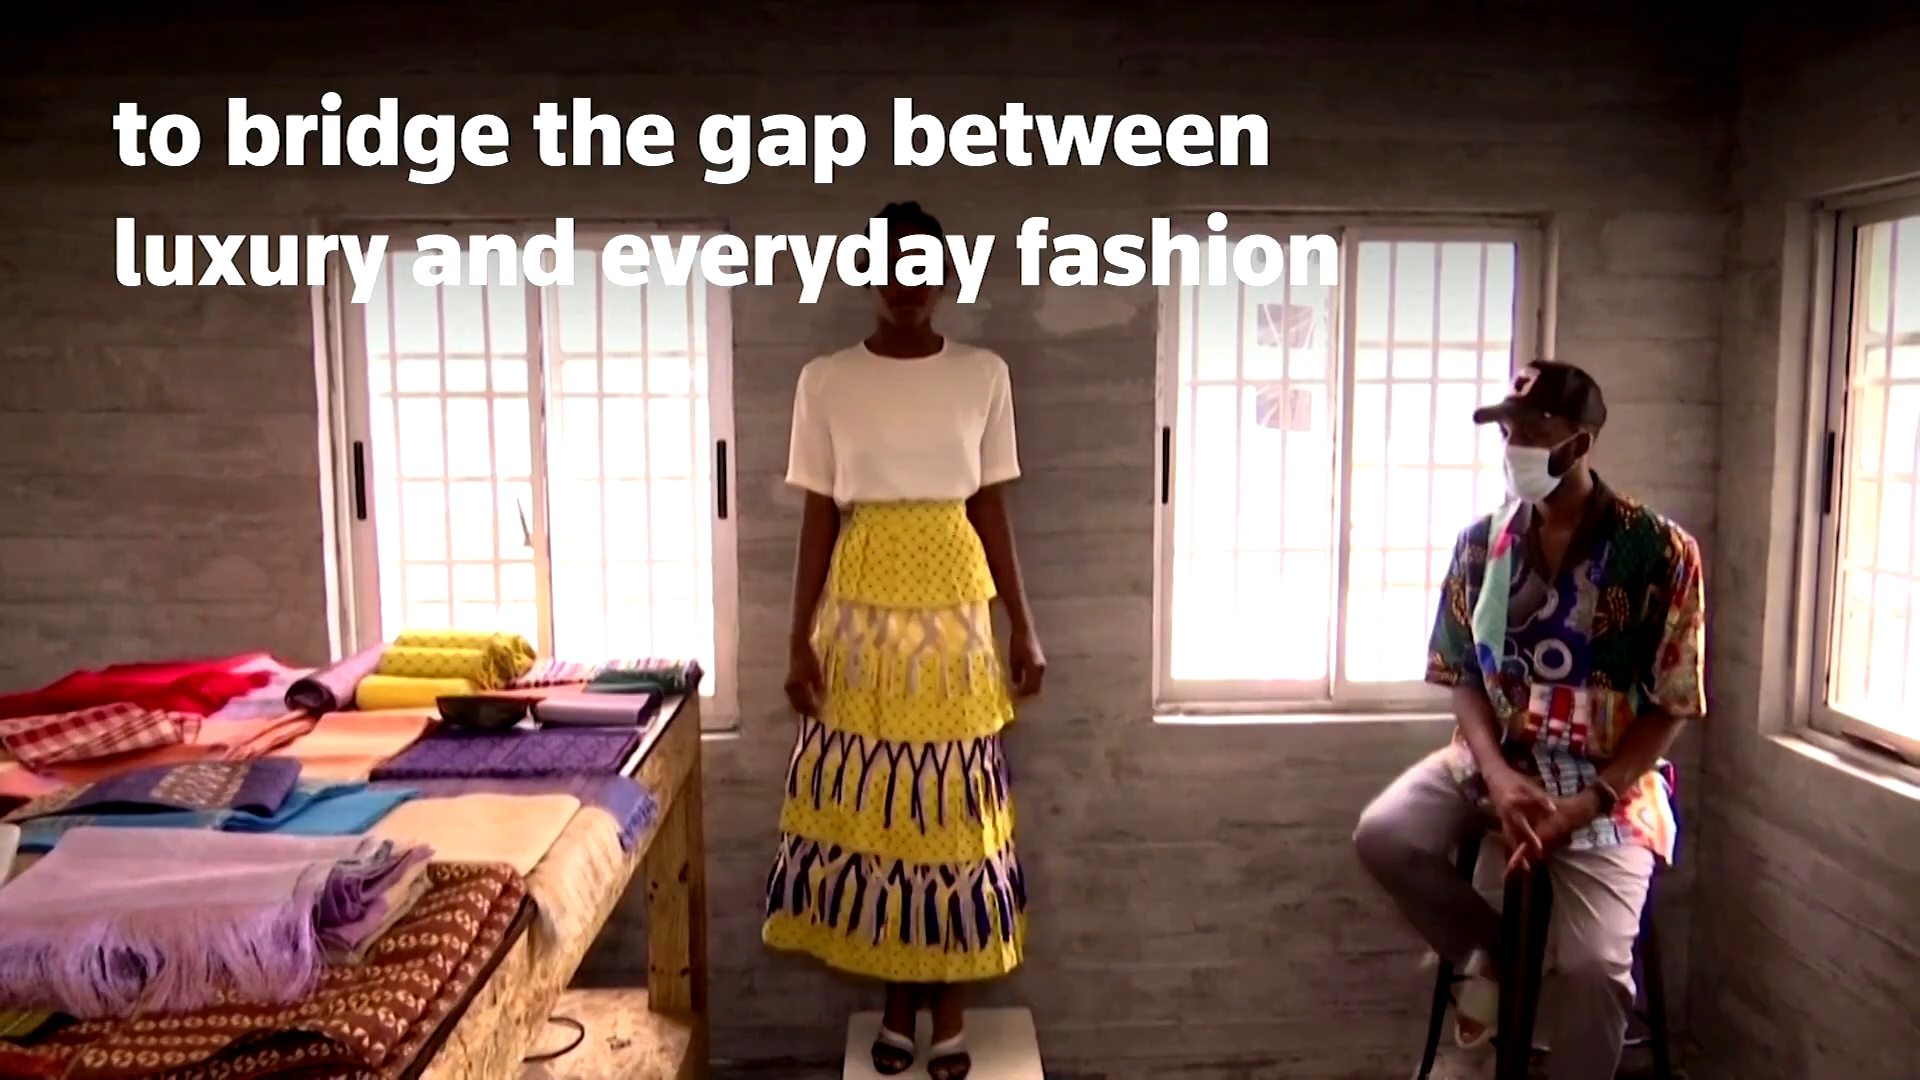 to bridge the gap between
luxury and everyday fashion